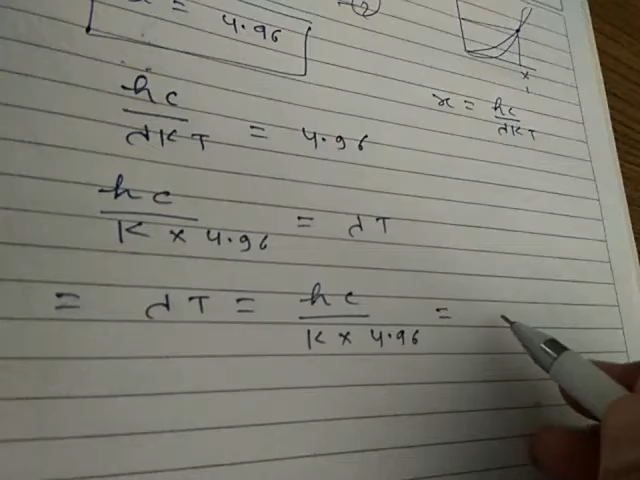 = 4.96
x = hc/λKT
hc/λKT = 4.96
hc/K × 4.96 = λT
= λT = hc/K × 4.96 =